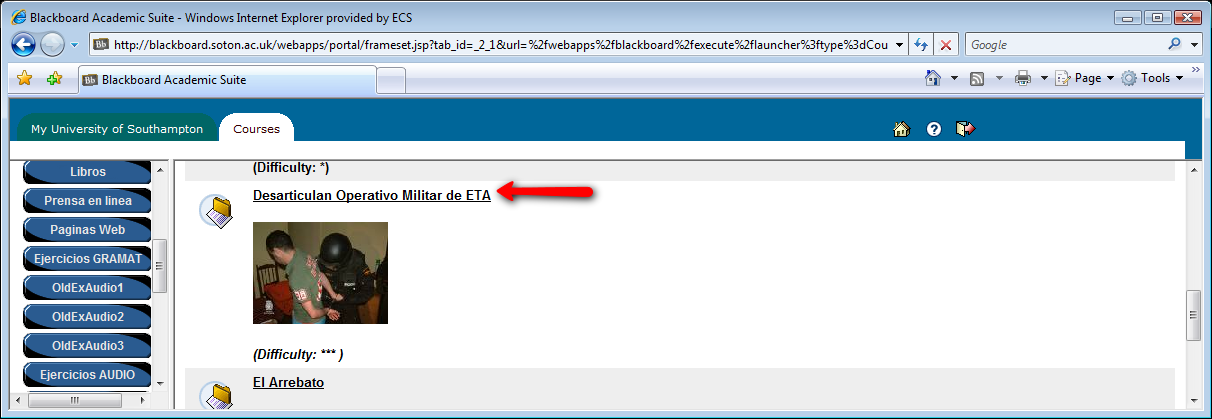 Blackboard Academic Suite - Windows Internet Explorer provided by ECS
http://blackboard.soton.ac.uk/webapps/portal/frameset.jsp?tab_id=_2_1&url=%2fwebapps%2fblackboard%2fexecute%2flauncher%3ftype%3dCou
Google
Blackboard Academic Suite
Page
Tools
My University of Southampton
Courses
Libros
Prensa en linea
Paginas Web
Ejercicios GRAMAT
OldExAudio1
OldExAudio2
OldExAudio3
Ejercicios AUDIO
(Difficulty: *)
Desarticulan Operativo Militar de ETA
(Difficulty: *** )
El Arrebato